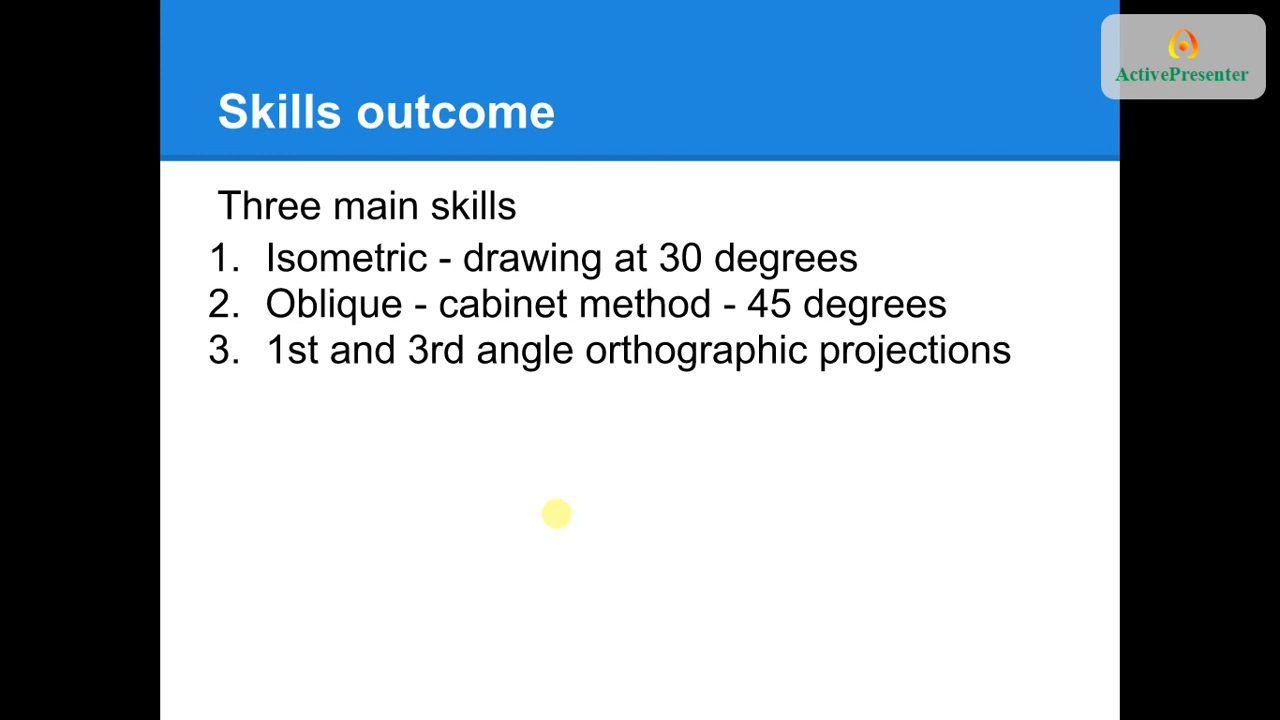 ActivePresenter
Skills outcome
Three main skills
1. Isometric - drawing at 30 degrees
2. Oblique - cabinet method - 45 degrees
3. 1st and 3rd angle orthographic projections